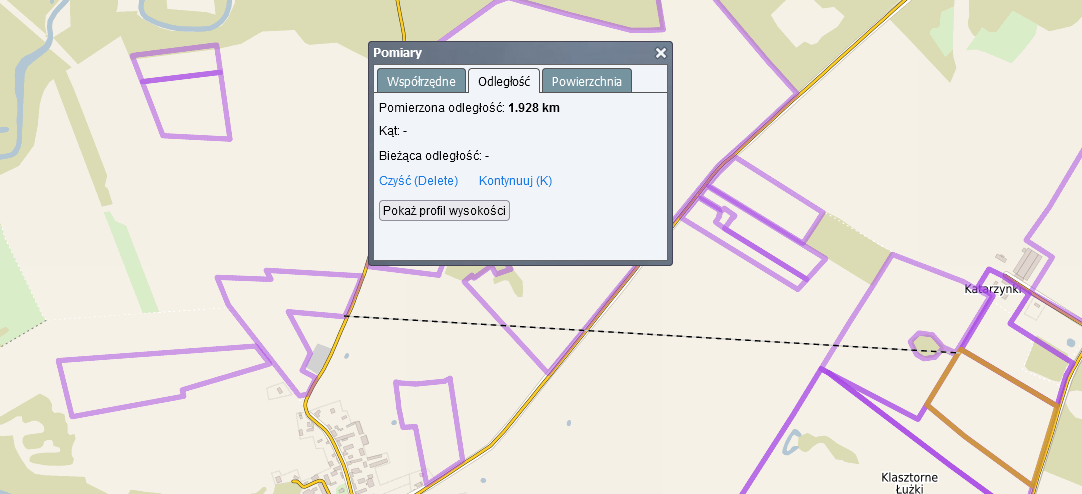 Pomiary
Współrzędne Odległość Powierzchnia
Pomierzona odległość: 1.928 km
Kąt: -
Bieżąca odległość: -
Czyść (Delete) Kontynuuj (K)
Pokaż profil wysokości
Katarzynki
Klasztorne
Łużki